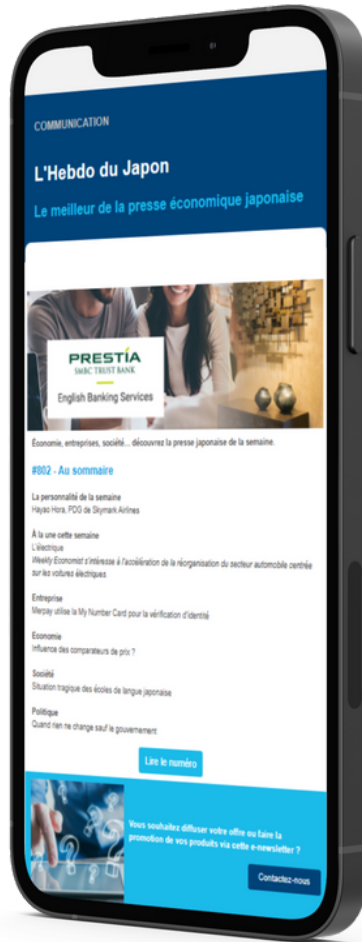 COMMUNICATION
L'Hebdo du Japon
Le meilleur de la presse économique japonaise
PRESTÍA
SMBC TRUST BANK
English Banking Services
Économie, entreprises, société... découvrez la presse japonaise de la semaine.
#802 - Au sommaire
La personnalité de la semaine
Hayao Hora, PDG de Skymark Airlines
À la une cette semaine
L'électrique
Weekly Economist s'intéresse à l'accélération de la réorganisation du secteur automobile centrée
sur les voitures électriques
Entreprise
Merpay utilise la My Number Card pour la vérification d'identité
Economie
Influence des comparateurs de prix ?
Société
Situation tragique des écoles de langue japonaise
Politique
Quand rien ne change sauf le gouvernement
Lire le numéro
Vous souhaitez diffuser votre offre ou faire la
promotion de vos produits via cette e-newsletter ?
Contactez-nous